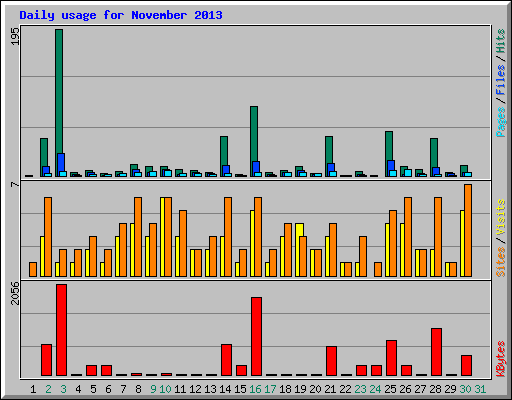 Daily usage for November 2013
195
Pages / Files / Hits
7
Sites / Visits
2056
KBytes
1 2 3 4 5 6 7 8 9 10 11 12 13 14 15 16 17 18 19 20 21 22 23 24 25 26 27 28 29 30 31